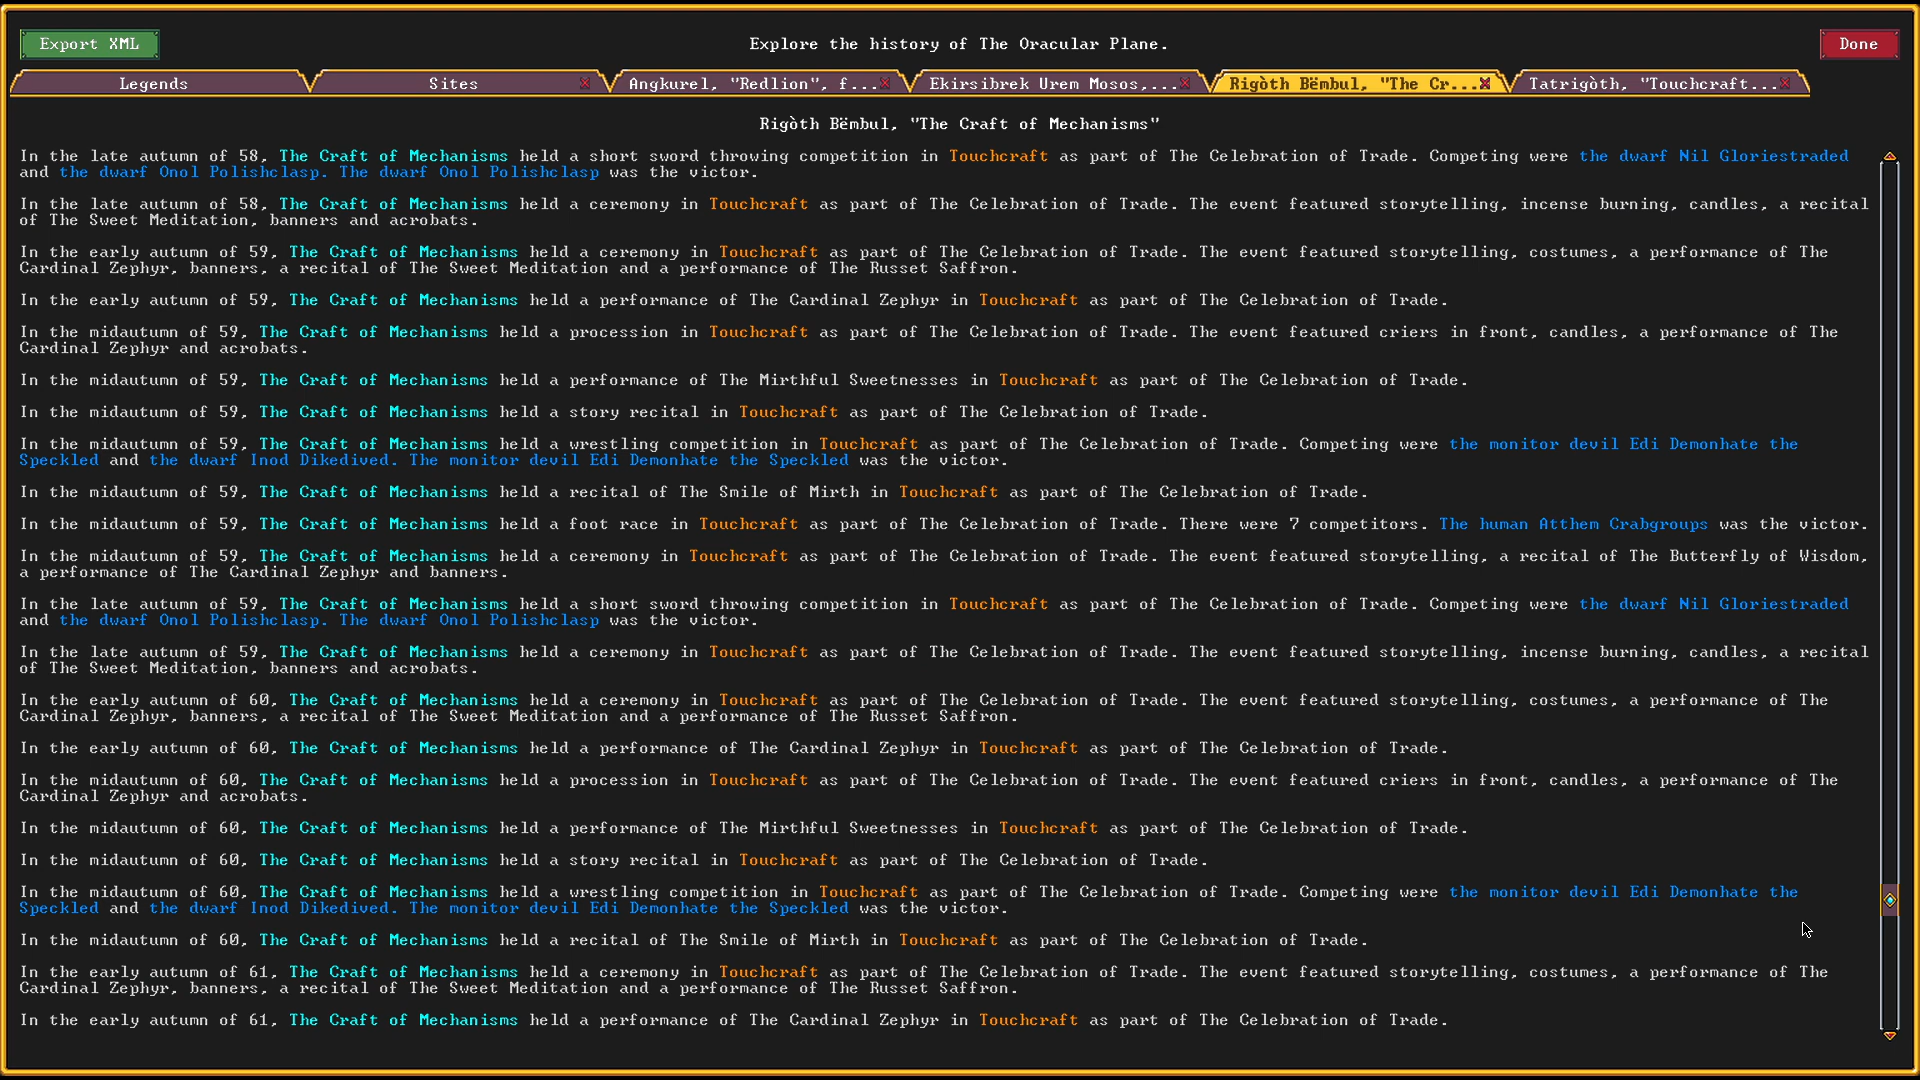 Export XML
Explore the history of The Oracular Plane.
Done
Legends
Sites
Angkurel, "Redlion", f...
Ekirsibrek Urem Mosos,...
Rigòth Bëmbul, "The Cr...
Tatrigòth, "Touchcraft...
Rigòth Bëmbul, "The Craft of Mechanisms"
In the late autumn of 58, The Craft of Mechanisms held a short sword throwing competition in Touchcraft as part of The Celebration of Trade. Competing were the dwarf Nil Gloriestraded
and the dwarf Onol Polishclasp. The dwarf Onol Polishclasp was the victor.
In the late autumn of 58, The Craft of Mechanisms held a ceremony in Touchcraft as part of The Celebration of Trade. The event featured storytelling, incense burning, candles, a recital
of The Sweet Meditation, banners and acrobats.
In the early autumn of 59, The Craft of Mechanisms held a ceremony in Touchcraft as part of The Celebration of Trade. The event featured storytelling, costumes, a performance of The
Cardinal Zephyr, banners, a recital of The Sweet Meditation and a performance of The Russet Saffron.
In the early autumn of 59, The Craft of Mechanisms held a performance of The Cardinal Zephyr in Touchcraft as part of The Celebration of Trade.
In the midautumn of 59, The Craft of Mechanisms held a procession in Touchcraft as part of The Celebration of Trade. The event featured criers in front, candles, a performance of The
Cardinal Zephyr and acrobats.
In the midautumn of 59, The Craft of Mechanisms held a performance of The Mirthful Sweetnesses in Touchcraft as part of The Celebration of Trade.
In the midautumn of 59, The Craft of Mechanisms held a story recital in Touchcraft as part of The Celebration of Trade.
In the midautumn of 59, The Craft of Mechanisms held a wrestling competition in Touchcraft as part of The Celebration of Trade. Competing were the monitor devil Edi Demonhate the
Speckled and the dwarf Inod Dikedived. The monitor devil Edi Demonhate the Speckled was the victor.
In the midautumn of 59, The Craft of Mechanisms held a recital of The Smile of Mirth in Touchcraft as part of The Celebration of Trade.
In the midautumn of 59, The Craft of Mechanisms held a foot race in Touchcraft as part of The Celebration of Trade. There were 7 competitors. The human Atthem Crabgroups was the victor.
In the midautumn of 59, The Craft of Mechanisms held a ceremony in Touchcraft as part of The Celebration of Trade. The event featured storytelling, a recital of The Butterfly of Wisdom,
a performance of The Cardinal Zephyr and banners.
In the late autumn of 59, The Craft of Mechanisms held a short sword throwing competition in Touchcraft as part of The Celebration of Trade. Competing were the dwarf Nil Gloriestraded
and the dwarf Onol Polishclasp. The dwarf Onol Polishclasp was the victor.
In the late autumn of 59, The Craft of Mechanisms held a ceremony in Touchcraft as part of The Celebration of Trade. The event featured storytelling, incense burning, candles, a recital
of The Sweet Meditation, banners and acrobats.
In the early autumn of 60, The Craft of Mechanisms held a ceremony in Touchcraft as part of The Celebration of Trade. The event featured storytelling, costumes, a performance of The
Cardinal Zephyr, banners, a recital of The Sweet Meditation and a performance of The Russet Saffron.
In the early autumn of 60, The Craft of Mechanisms held a performance of The Cardinal Zephyr in Touchcraft as part of The Celebration of Trade.
In the midautumn of 60, The Craft of Mechanisms held a procession in Touchcraft as part of The Celebration of Trade. The event featured criers in front, candles, a performance of The
Cardinal Zephyr and acrobats.
In the midautumn of 60, The Craft of Mechanisms held a performance of The Mirthful Sweetnesses in Touchcraft as part of The Celebration of Trade.
In the midautumn of 60, The Craft of Mechanisms held a story recital in Touchcraft as part of The Celebration of Trade.
In the midautumn of 60, The Craft of Mechanisms held a wrestling competition in Touchcraft as part of The Celebration of Trade. Competing were the monitor devil Edi Demonhate the
Speckled and the dwarf Inod Dikedived. The monitor devil Edi Demonhate the Speckled was the victor.
In the midautumn of 60, The Craft of Mechanisms held a recital of The Smile of Mirth in Touchcraft as part of The Celebration of Trade.
In the early autumn of 61, The Craft of Mechanisms held a ceremony in Touchcraft as part of The Celebration of Trade. The event featured storytelling, costumes, a performance of The
Cardinal Zephyr, banners, a recital of The Sweet Meditation and a performance of The Russet Saffron.
In the early autumn of 61, The Craft of Mechanisms held a performance of The Cardinal Zephyr in Touchcraft as part of The Celebration of Trade.